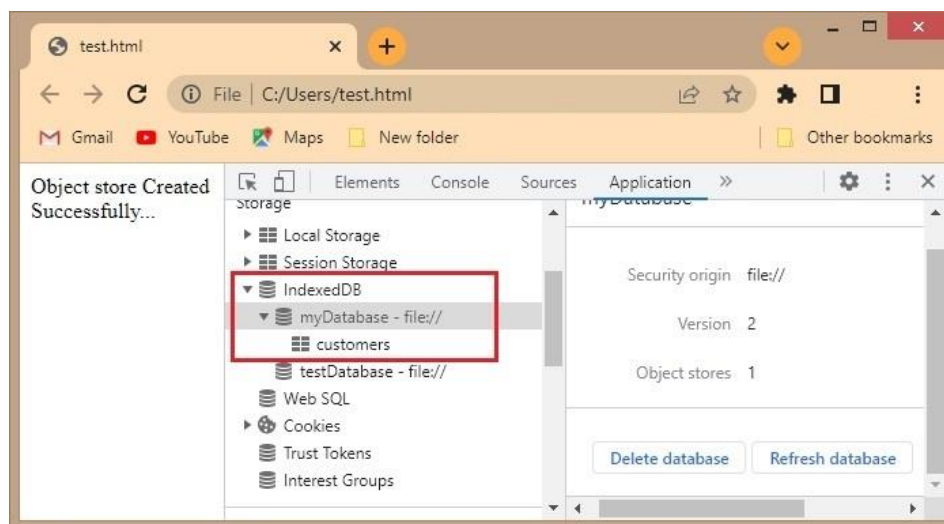 test.html
File | C:/Users/test.html
Gmail YouTube Maps New folder Other bookmarks
Object store Created
Successfully...
Elements Console Sources Application »
Storage
Local Storage
Session Storage
IndexedDB
myDatabase - file://
customers
testDatabase - file://
Web SQL
Cookies
Trust Tokens
Interest Groups
myDatabase
Security origin file://
Version 2
Object stores 1
Delete database Refresh database